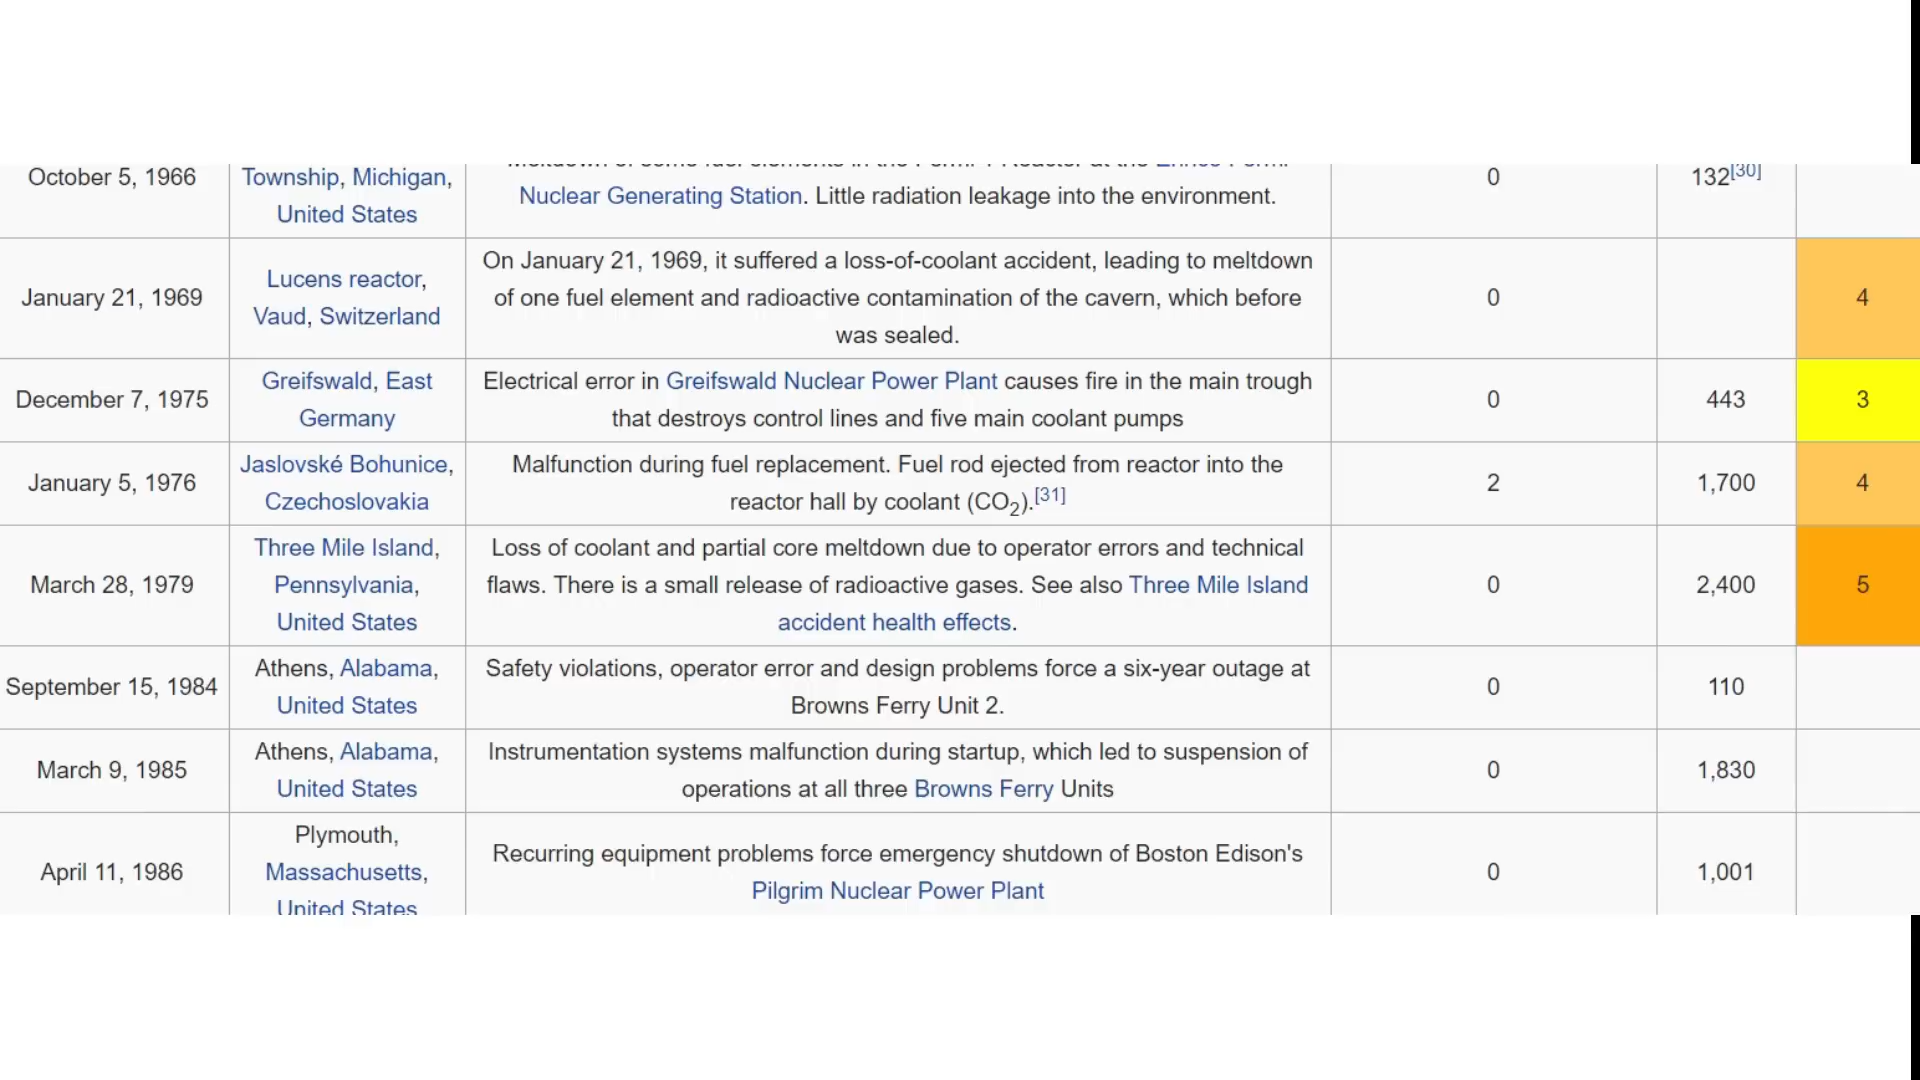 October 5, 1966
Township, Michigan,
United States
Nuclear Generating Station. Little radiation leakage into the environment.
0
132[30]
January 21, 1969
Lucens reactor,
Vaud, Switzerland
On January 21, 1969, it suffered a loss-of-coolant accident, leading to meltdown
of one fuel element and radioactive contamination of the cavern, which before
was sealed.
0
4
December 7, 1975
Greifswald, East
Germany
Electrical error in Greifswald Nuclear Power Plant causes fire in the main trough
that destroys control lines and five main coolant pumps
0
443
3
January 5, 1976
Jaslovské Bohunice,
Czechoslovakia
Malfunction during fuel replacement. Fuel rod ejected from reactor into the
reactor hall by coolant (CO2).[31]
2
1,700
4
March 28, 1979
Three Mile Island,
Pennsylvania,
United States
Loss of coolant and partial core meltdown due to operator errors and technical
flaws. There is a small release of radioactive gases. See also Three Mile Island
accident health effects.
0
2,400
5
September 15, 1984
Athens, Alabama,
United States
Safety violations, operator error and design problems force a six-year outage at
Browns Ferry Unit 2.
0
110
March 9, 1985
Athens, Alabama,
United States
Instrumentation systems malfunction during startup, which led to suspension of
operations at all three Browns Ferry Units
0
1,830
April 11, 1986
Plymouth,
Massachusetts,
United States
Recurring equipment problems force emergency shutdown of Boston Edison's
Pilgrim Nuclear Power Plant
0
1,001